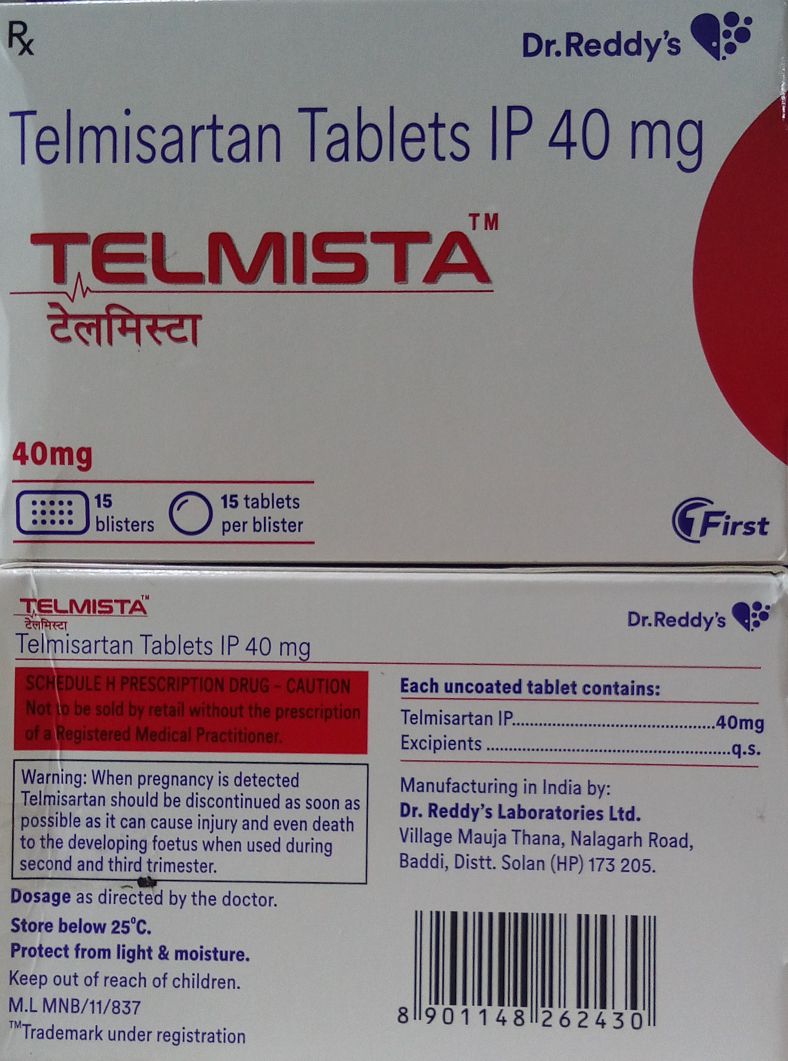 Rx
Dr.Reddy's
Telmisartan Tablets IP 40 mg
TELMISTA™
टेलमिस्टा
40mg
15 blisters
15 tablets per blister
1First
TELMISTA™
टेलमिस्टा
Telmisartan Tablets IP 40 mg
Dr.Reddy's
SCHEDULE H PRESCRIPTION DRUG - CAUTION
Not to be sold by retail without the prescription
of a Registered Medical Practitioner.
Warning: When pregnancy is detected
Telmisartan should be discontinued as soon as
possible as it can cause injury and even death
to the developing foetus when used during
second and third trimester.
Dosage as directed by the doctor.
Store below 25°C.
Protect from light & moisture.
Keep out of reach of children.
M.L MNB/11/837
™Trademark under registration
Each uncoated tablet contains:
Telmisartan IP........................................40mg
Excipients ................................................q.s.
Manufacturing in India by:
Dr. Reddy's Laboratories Ltd.
Village Mauja Thana, Nalagarh Road,
Baddi, Distt. Solan (HP) 173 205.
8 901148 262430